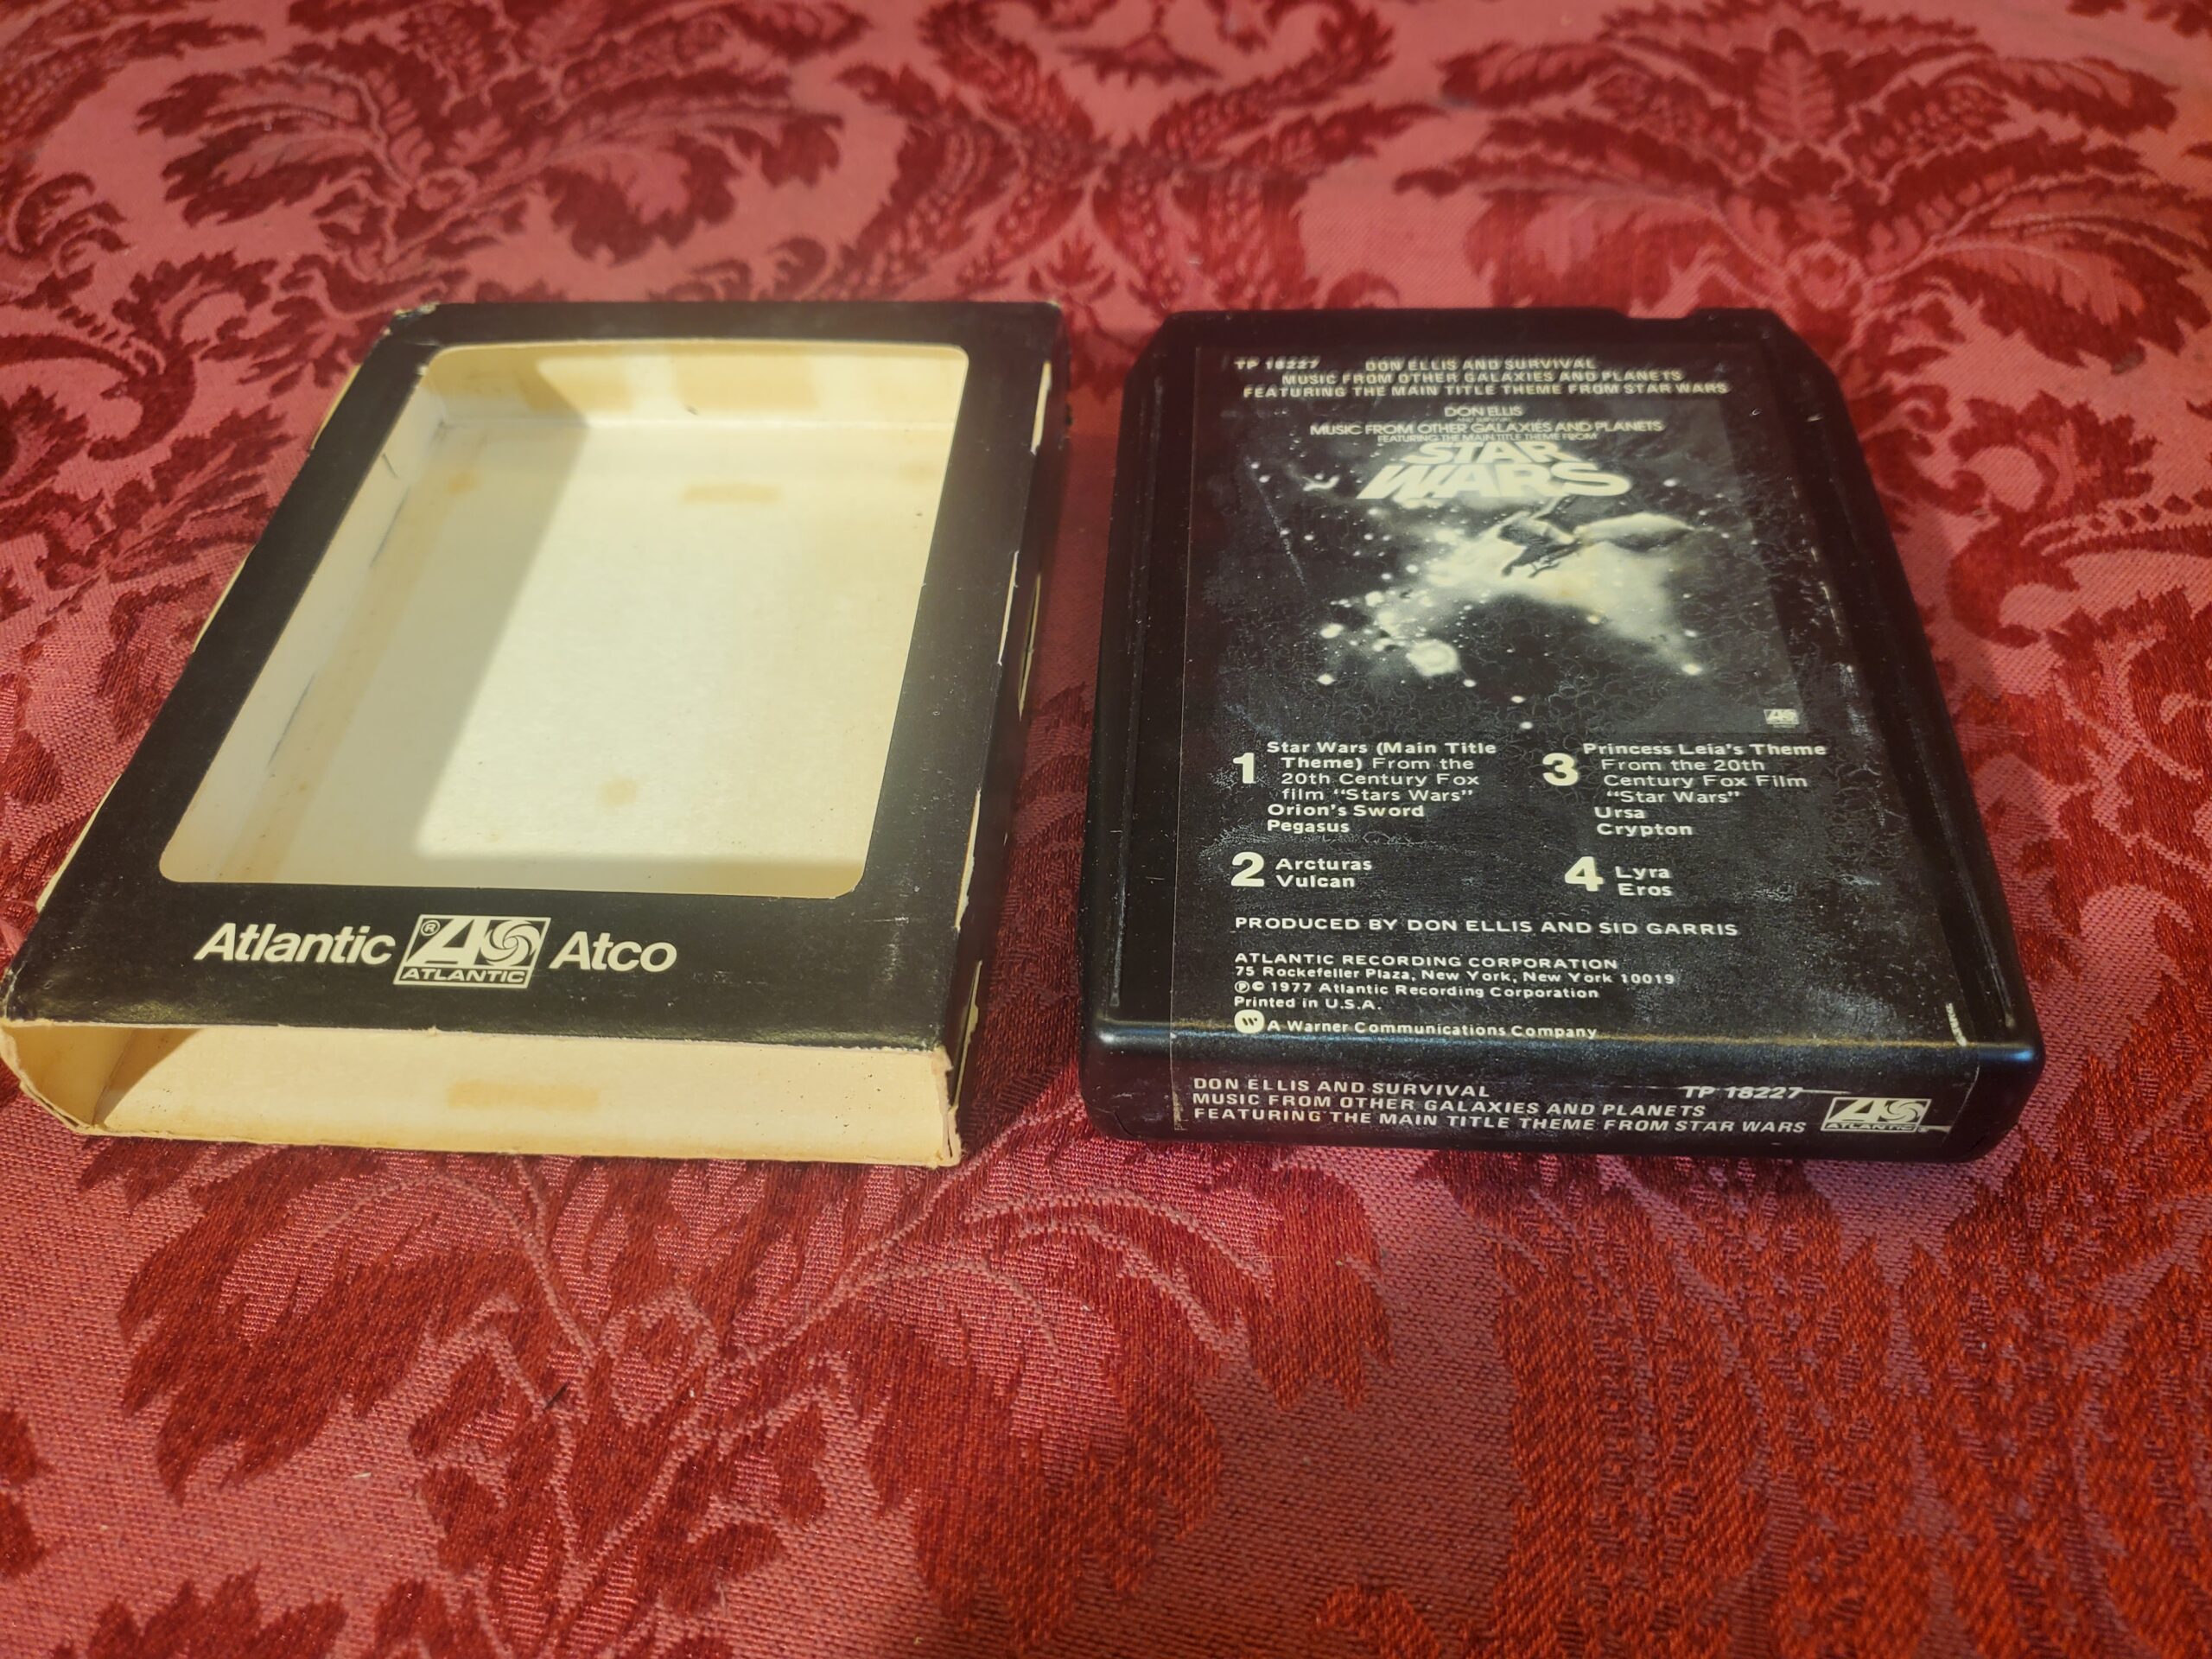 Atlantic ® ATLANTIC Atco
TP 18227 DON ELLIS AND SURVIVAL
MUSIC FROM OTHER GALAXIES AND PLANETS
FEATURING THE MAIN TITLE THEME FROM STAR WARS
DON ELLIS
MUSIC FROM OTHER GALAXIES AND PLANETS
FEATURING THE MAIN TITLE THEME FROM
STAR
WARS
1 Star Wars (Main Title
Theme) From the
20th Century Fox
film "Stars Wars"
Orion's Sword
Pegasus
2 Arcturas
Vulcan
3 Princess Leia's Theme
From the 20th
Century Fox Film
"Star Wars"
Ursa
Crypton
4 Lyra
Eros
PRODUCED BY DON ELLIS AND SID GARRIS
ATLANTIC RECORDING CORPORATION
75 Rockefeller Plaza, New York, New York 10019
℗© 1977 Atlantic Recording Corporation
Printed in U.S.A.
W A Warner Communications Company
DON ELLIS AND SURVIVAL TP 18227
MUSIC FROM OTHER GALAXIES AND PLANETS
FEATURING THE MAIN TITLE THEME FROM STAR WARS
ATLANTIC